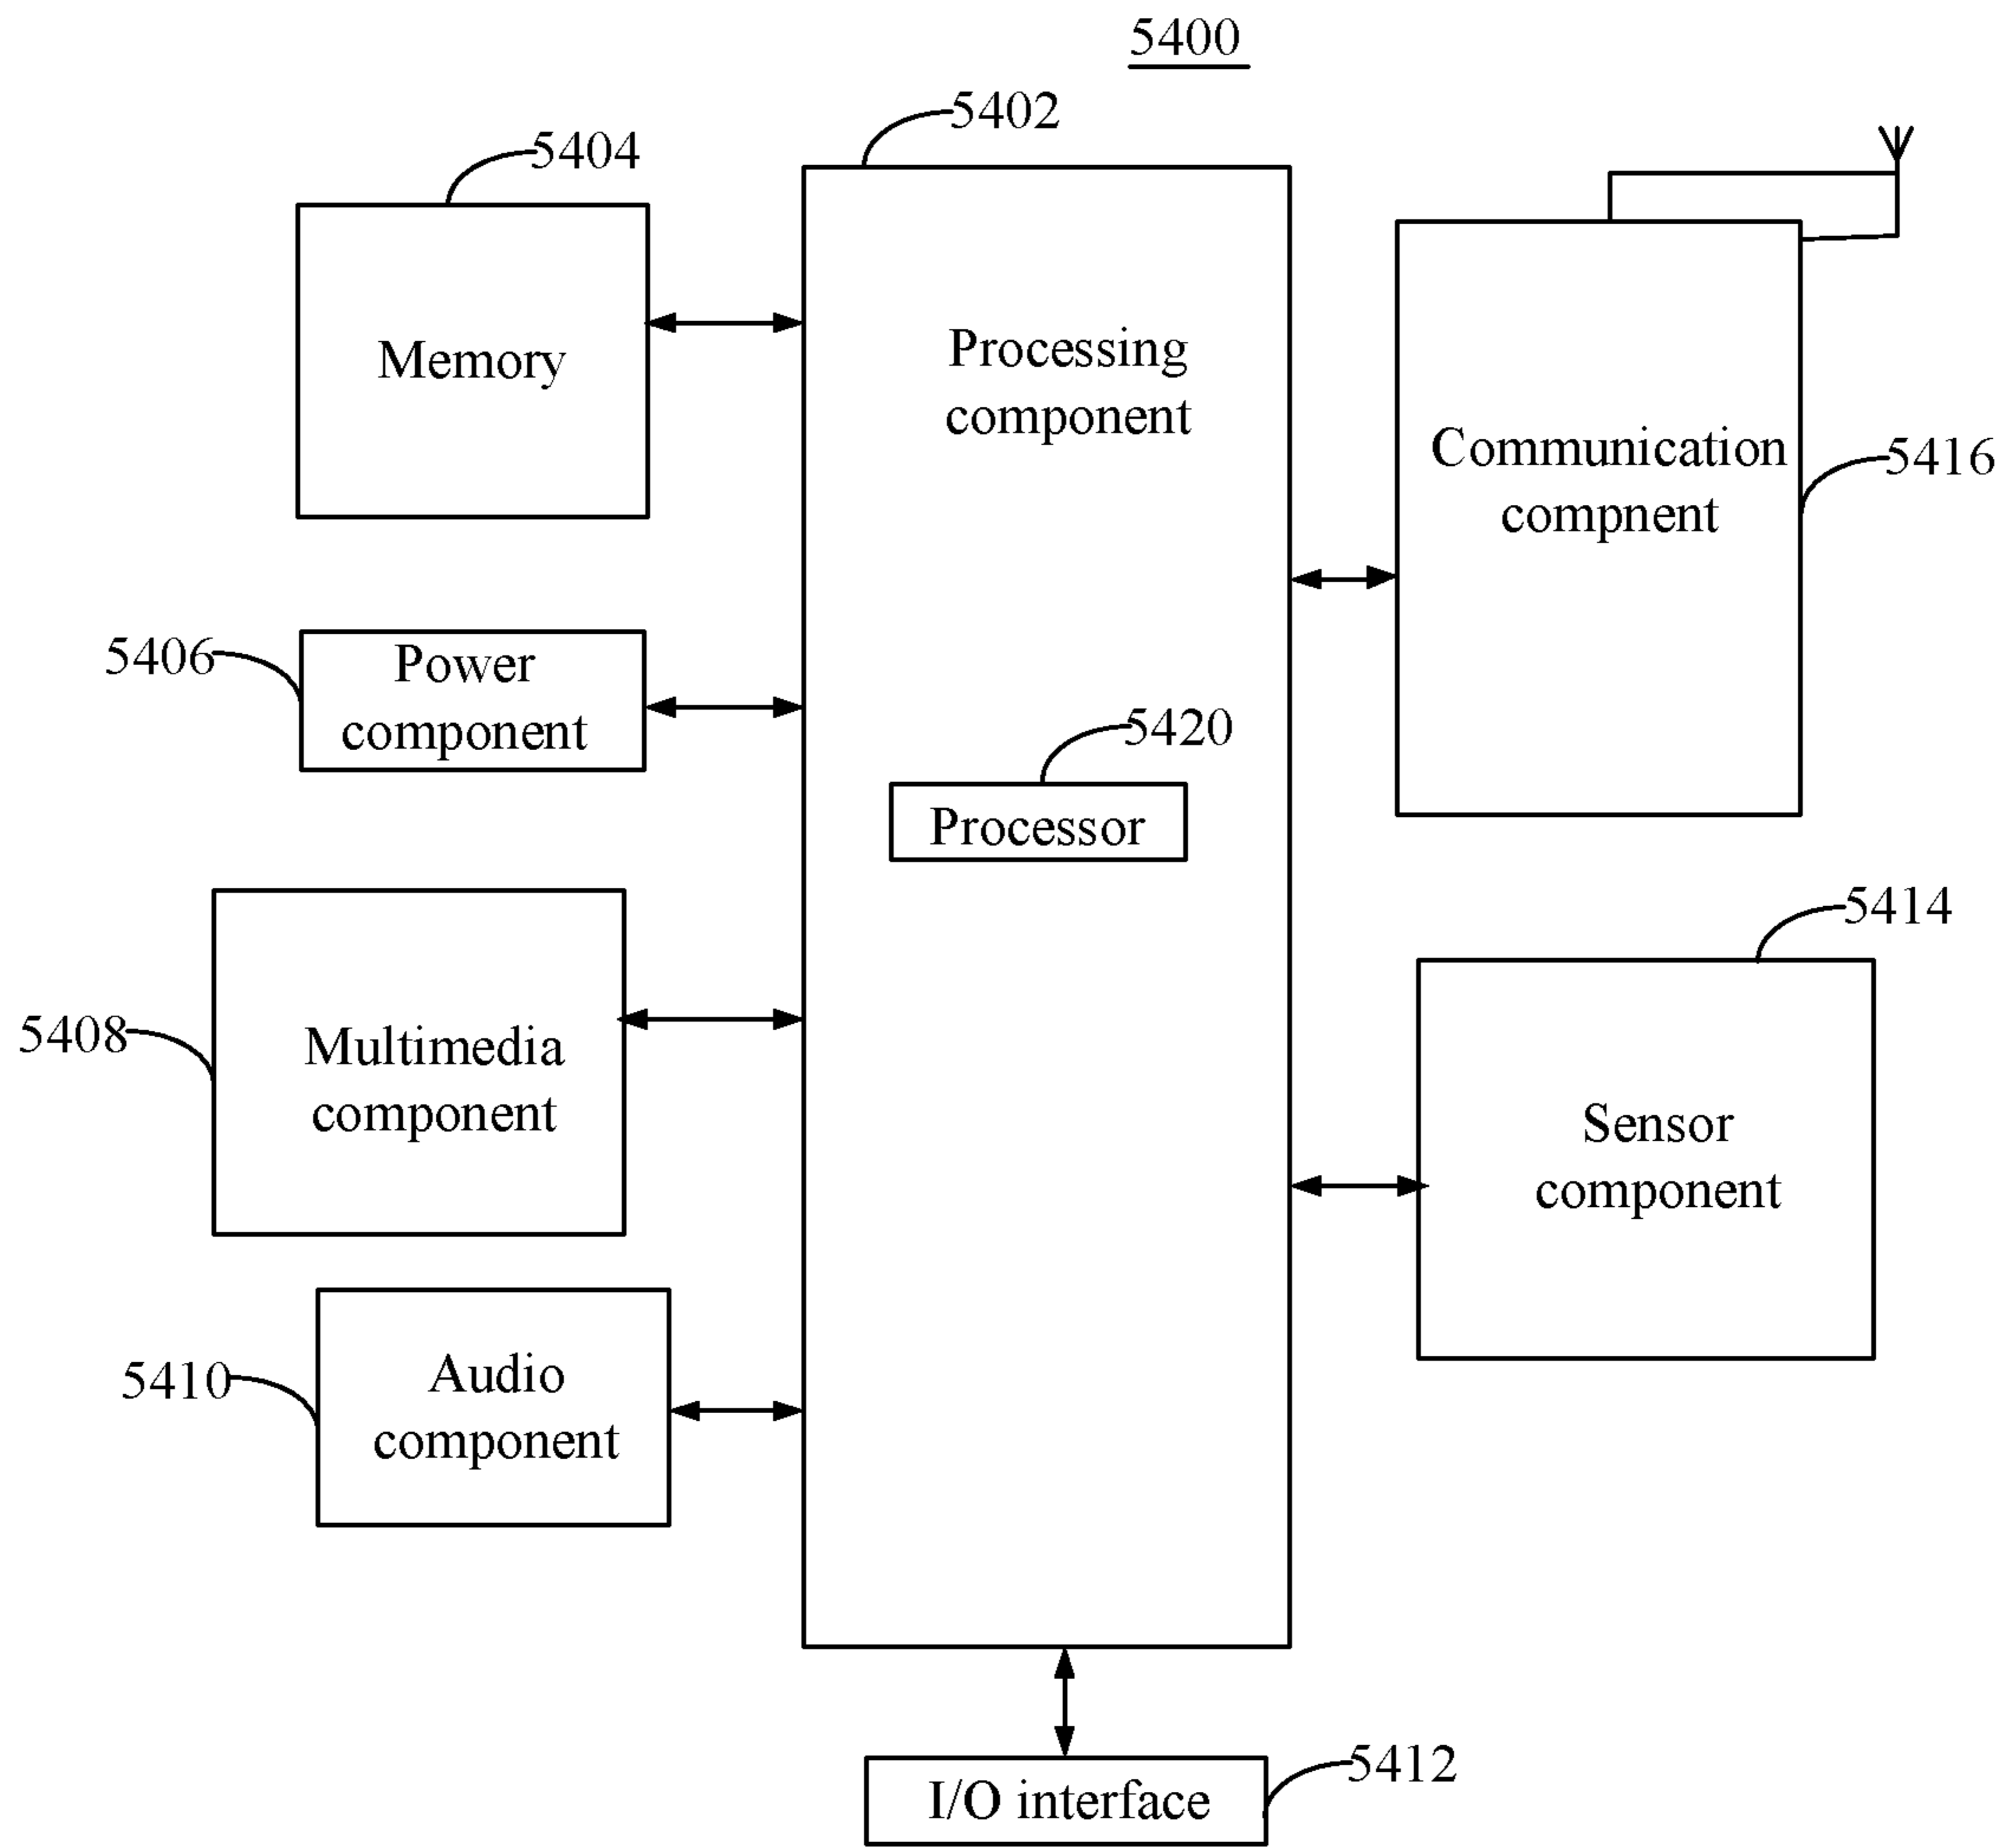 5400
5402
5404
Memory
Processing
component
Communication
compnent
5416
5406
Power
component
5420
Processor
5414
5408
Multimedia
component
Sensor
component
5410
Audio
component
5412
I/O interface